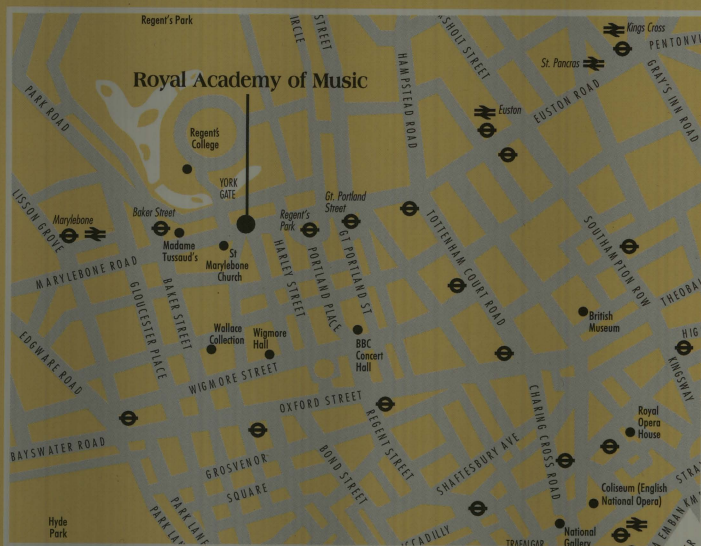 Regent's Park
STREET
Kings Cross
St. Pancras
HAMPSTEAD ROAD
GRAY'S INN ROAD
Royal Academy of Music
PARK ROAD
Euston
EUSTON ROAD
Regent's
College
YORK
GATE
LISSON GROVE
Marylebone
Baker Street
Madame
Tussaud's
St
Marylebone
Church
Regent's
Park
Gt. Portland
Street
MARYLEBONE ROAD
HARLEY STREET
PORTLAND PLACE
GT PORTLAND ST
TOTTENHAM COURT ROAD
SOUTHAMPTON ROW
GLOUCESTER PLACE
BAKER STREET
EDGWARE ROAD
Wallace
Collection
Wigmore
Hall
BBC
Concert
Hall
British
Museum
WIGMORE STREET
KINGSWAY
OXFORD STREET
REGENT STREET
CHARING CROSS ROAD
Royal
Opera
House
BAYSWATER ROAD
GROSVENOR
SQUARE
BOND STREET
SHAFTESBURY AVE
Coliseum (English
National Opera)
PARK LANE
Hyde
Park
National
Gallery
TRAFALGAR